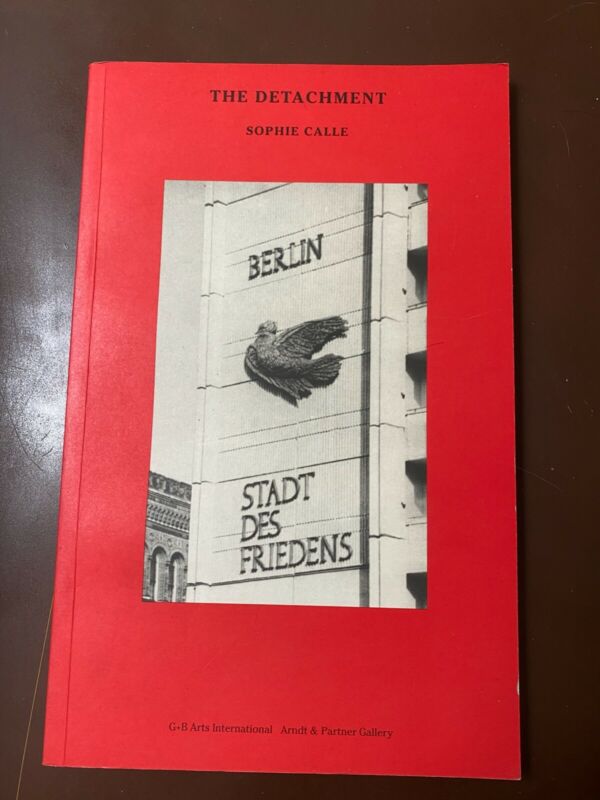 THE DETACHMENT
SOPHIE CALLE
BERLIN
STADT
DES
FRIEDENS
G+B Arts International Arndt & Partner Gallery